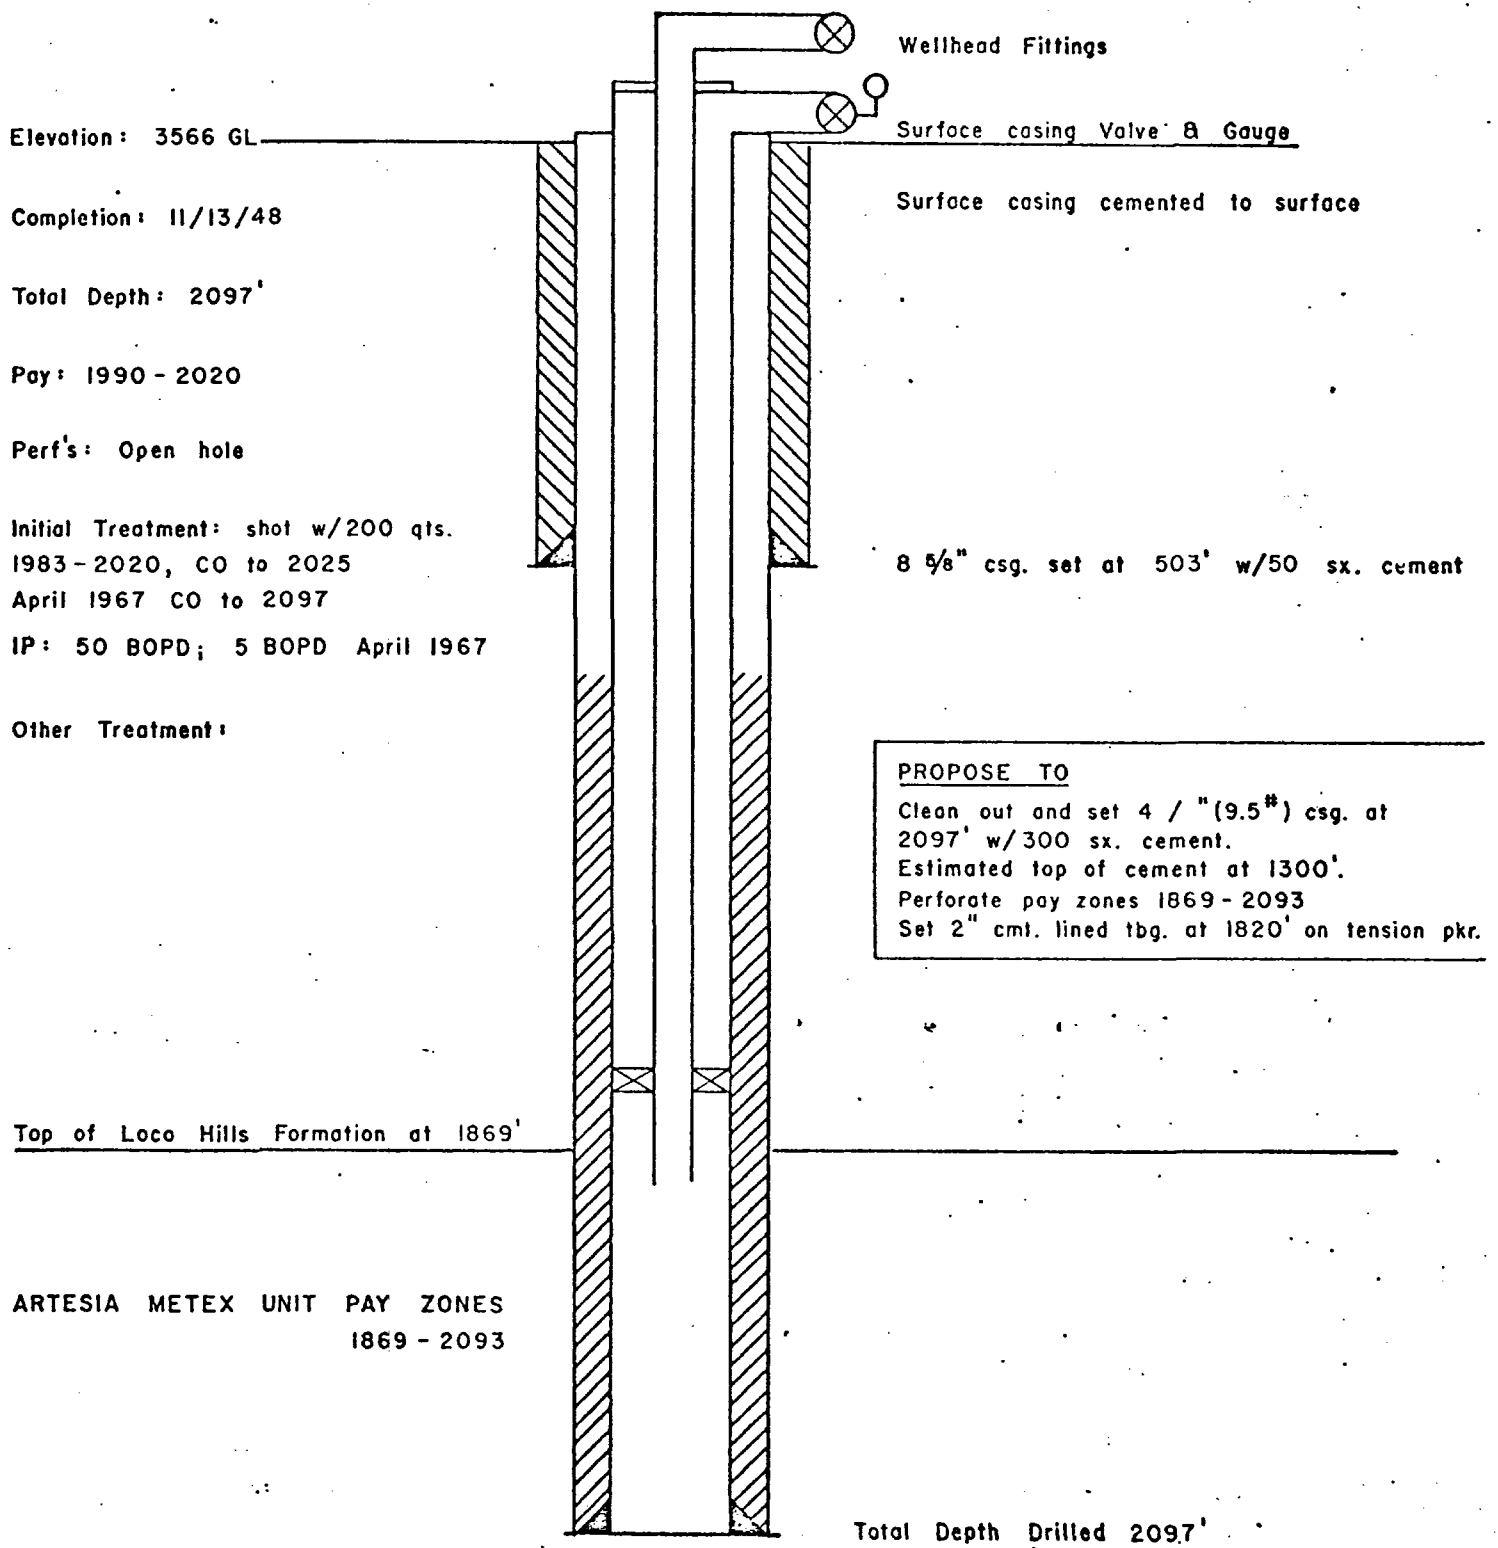 Wellhead Fittings
Elevation: 3566 GL
Surface casing Valve & Gauge
Surface casing cemented to surface
Completion: 11/13/48
Total Depth: 2097'
Pay: 1990 - 2020
Perf's: Open hole
Initial Treatment: shot w/200 qts.
1983 - 2020, CO to 2025
April 1967 CO to 2097
IP: 50 BOPD; 5 BOPD April 1967
8 5/8" csg. set at 503' w/50 sx. cement
Other Treatment:
PROPOSE TO
Clean out and set 4 / "(9.5#) csg. at
2097' w/300 sx. cement.
Estimated top of cement at 1300'.
Perforate pay zones 1869 - 2093
Set 2" cmt. lined tbg. at 1820' on tension pkr.
Top of Loco Hills Formation at 1869'
ARTESIA METEX UNIT PAY ZONES
1869 - 2093
Total Depth Drilled 2097'